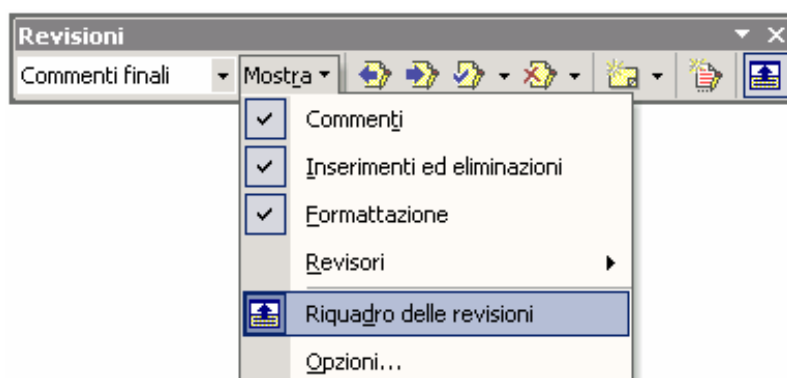 Revisioni
Commenti finali Mostra
Commenti
Inserimenti ed eliminazioni
Formattazione
Revisori
Riquadro delle revisioni
Opzioni...